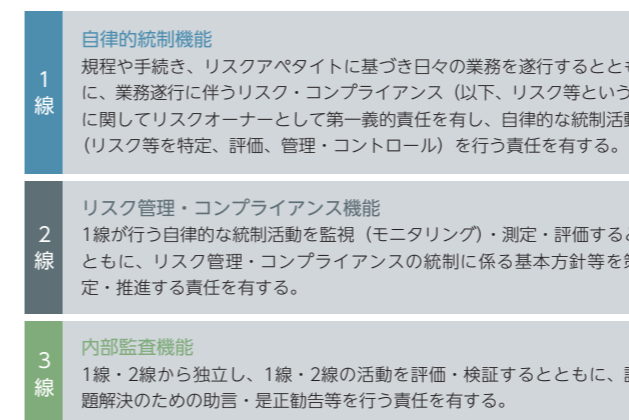 1線
自律的統制機能
規程や手続き、リスクアペタイトに基づき日々の業務を遂行するとと
に、業務遂行に伴うリスク・コンプライアンス（以下、リスク等という
に関してリスクオーナーとして第一義的責任を有し、自律的な統制活
（リスク等を特定、評価、管理・コントロール）を行う責任を有する。
2線
リスク管理・コンプライアンス機能
1線が行う自律的な統制活動を監視（モニタリング）・測定・評価する
ともに、リスク管理・コンプライアンスの統制に係る基本方針等を
定・推進する責任を有する。
3線
内部監査機能
1線・2線から独立し、1線・2線の活動を評価・検証するとともに、
題解決のための助言・是正勧告等を行う責任を有する。